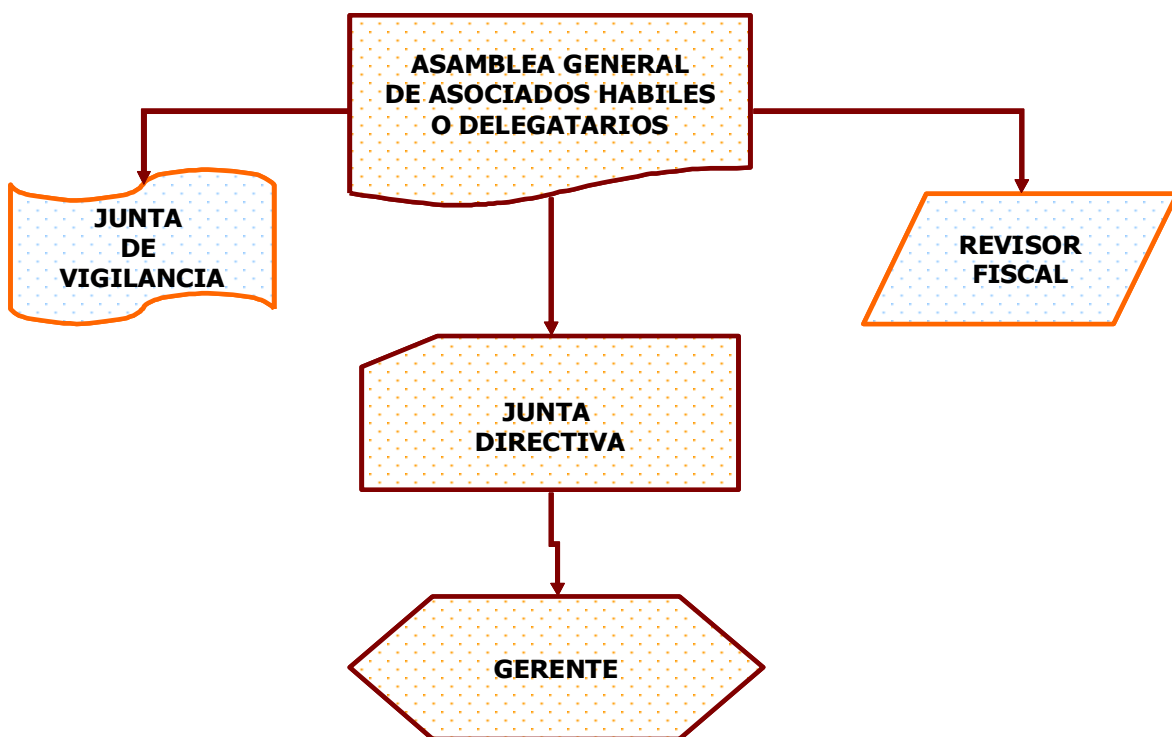 ASAMBLEA GENERAL
DE ASOCIADOS HABILES
O DELEGATARIOS
JUNTA
DE
VIGILANCIA
REVISOR
FISCAL
JUNTA
DIRECTIVA
GERENTE